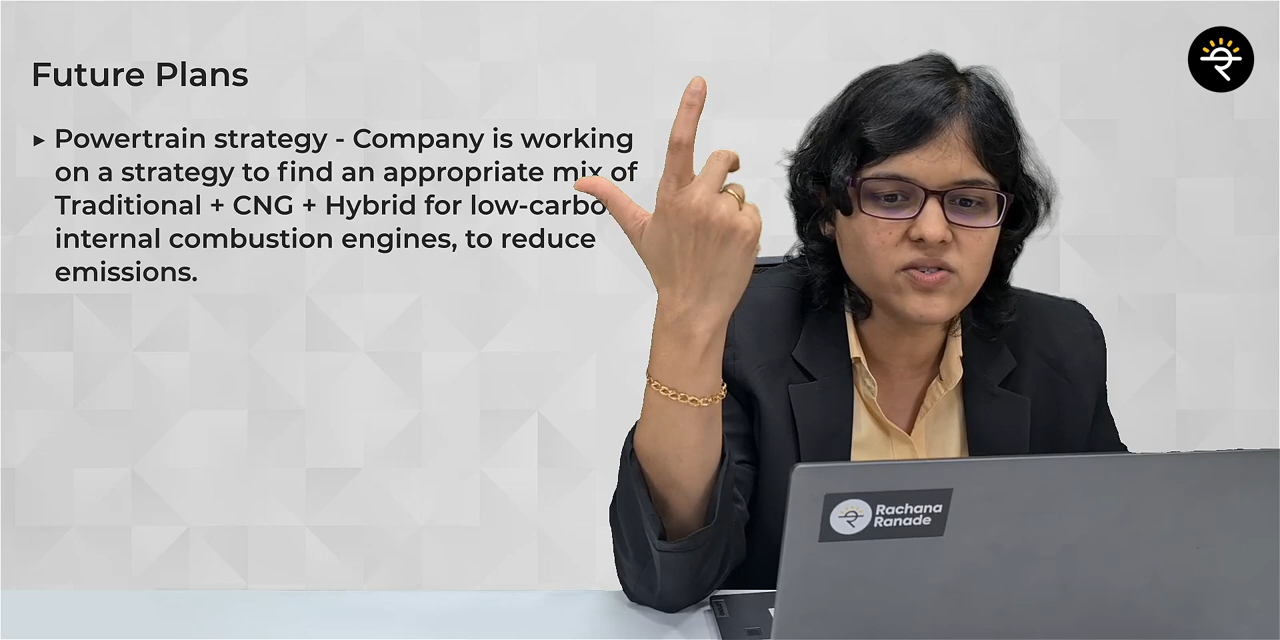 Future Plans
▸ Powertrain strategy - Company is working
on a strategy to find an appropriate mix of
Traditional + CNG + Hybrid for low-carbon
internal combustion engines, to reduce
emissions.
Rachana
Ranade